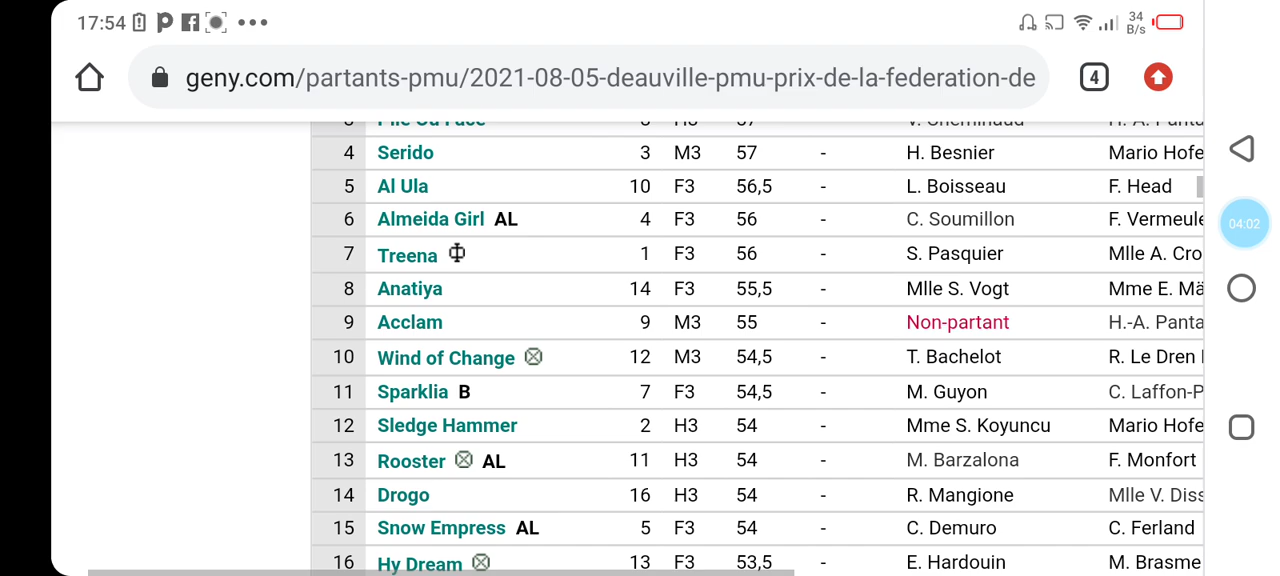 17:54 34 B/s
geny.com/partants-pmu/2021-08-05-deauville-pmu-prix-de-la-federation-de 4
4 Serido 3 M3 57 - H. Besnier Mario Hofe
04:02
5 Al Ula 10 F3 56,5 - L. Boisseau F. Head
6 Almeida Girl AL 4 F3 56 - C. Soumillon F. Vermeule
7 Treena 1 F3 56 - S. Pasquier Mlle A. Cro
8 Anatiya 14 F3 55,5 - Mlle S. Vogt Mme E. Mä
9 Acclam 9 M3 55 - Non-partant H.-A. Panta
10 Wind of Change 12 M3 54,5 - T. Bachelot R. Le Dren
11 Sparklia B 7 F3 54,5 - M. Guyon C. Laffon-P
12 Sledge Hammer 2 H3 54 - Mme S. Koyuncu Mario Hofe
13 Rooster AL 11 H3 54 - M. Barzalona F. Monfort
14 Drogo 16 H3 54 - R. Mangione Mlle V. Diss
15 Snow Empress AL 5 F3 54 - C. Demuro C. Ferland
16 Hy Dream 13 F3 53,5 - E. Hardouin M. Brasme